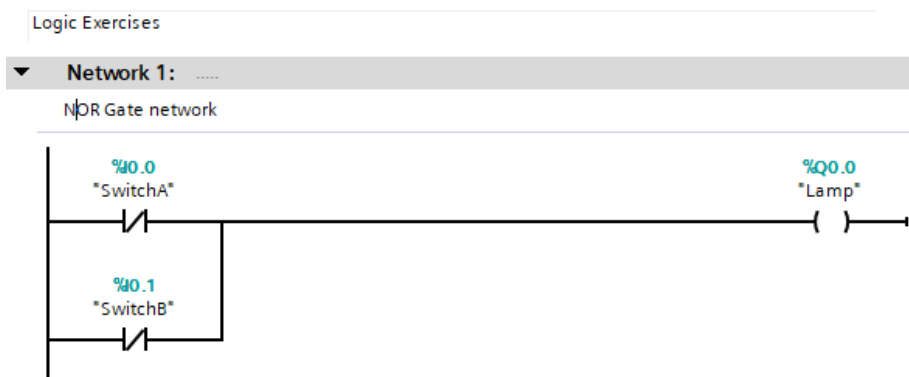 Logic Exercises
Network 1: .....
NOR Gate network
%I0.0
"SwitchA"
%Q0.0
"Lamp"
%I0.1
"SwitchB"